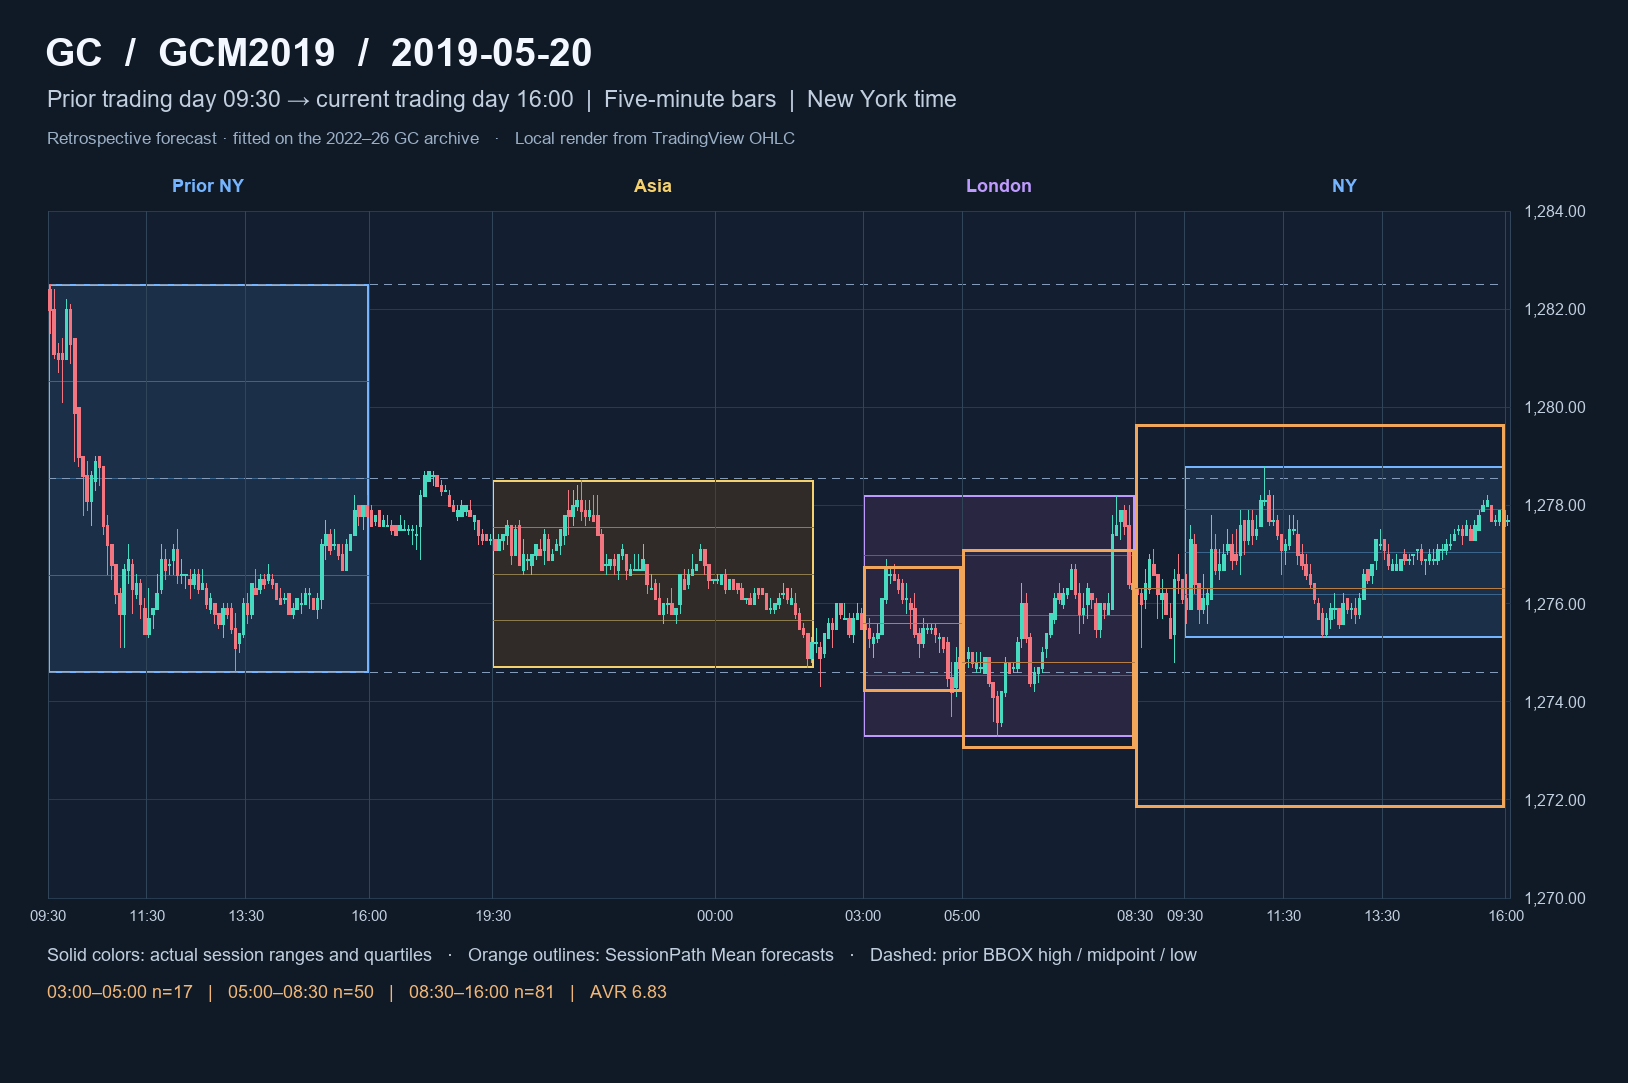 GC / GCM2019 / 2019-05-20
Prior trading day 09:30 → current trading day 16:00 | Five-minute bars | New York time
Retrospective forecast · fitted on the 2022–26 GC archive · Local render from TradingView OHLC
Prior NY Asia London NY
1,284.00
1,282.00
1,280.00
1,278.00
1,276.00
1,274.00
1,272.00
1,270.00
09:30 11:30 13:30 16:00 19:30 00:00 03:00 05:00 08:30 09:30 11:30 13:30 16:00
Solid colors: actual session ranges and quartiles · Orange outlines: SessionPath Mean forecasts · Dashed: prior BBOX high / midpoint / low
03:00–05:00 n=17 | 05:00–08:30 n=50 | 08:30–16:00 n=81 | AVR 6.83